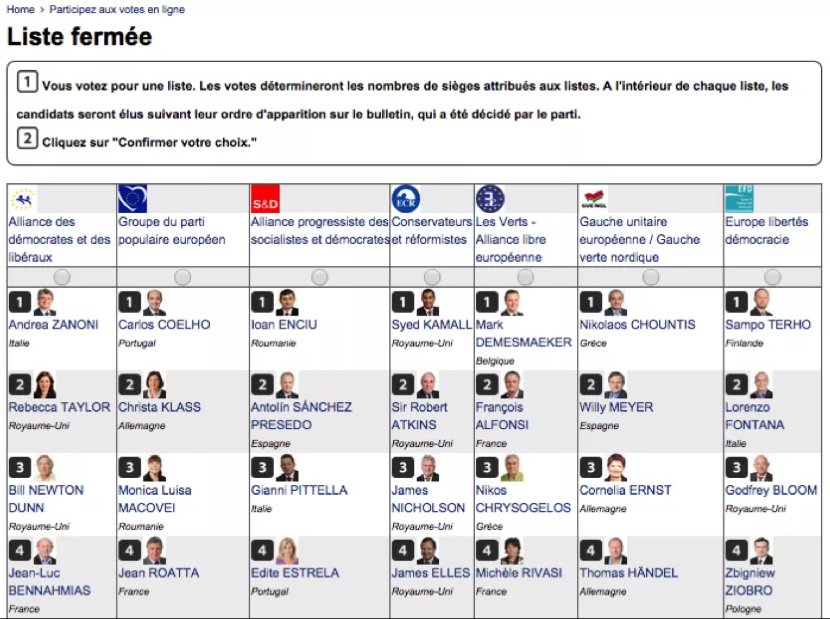 Home > Participez aux votes en ligne
Liste fermée
1 Vous votez pour une liste. Les votes détermineront les nombres de sièges attribués aux listes. A l'intérieur de chaque liste, les
candidats seront élus suivant leur ordre d'apparition sur le bulletin, qui a été décidé par le parti.
2 Cliquez sur "Confirmer votre choix."
S&D
ECR
GUE/NGL
EFD
Alliance des
démocrates et des
libéraux
Groupe du parti
populaire européen
Alliance progressiste des
socialistes et démocrates
Conservateurs
et réformistes
Les Verts -
Alliance libre
européenne
Gauche unitaire
européenne / Gauche
verte nordique
Europe libertés
démocracie
1
Andrea ZANONI
Italie
1
Carlos COELHO
Portugal
1
Ioan ENCIU
Roumanie
1
Syed KAMALL
Royaume-Uni
1
Mark
DEMESMAEKER
Belgique
1
Nikolaos CHOUNTIS
Grèce
1
Sampo TERHO
Finlande
2
Rebecca TAYLOR
Royaume-Uni
2
Christa KLASS
Allemagne
2
Antolín SÁNCHEZ
PRESEDO
Espagne
2
Sir Robert
ATKINS
Royaume-Uni
2
François
ALFONSI
France
2
Willy MEYER
Espagne
2
Lorenzo
FONTANA
Italie
3
Bill NEWTON
DUNN
Royaume-Uni
3
Monica Luisa
MACOVEI
Roumanie
3
Gianni PITTELLA
Italie
3
James
NICHOLSON
Royaume-Uni
3
Nikos
CHRYSOGELOS
Grèce
3
Cornelia ERNST
Allemagne
3
Godfrey BLOOM
Royaume-Uni
4
Jean-Luc
BENNAHMIAS
France
4
Jean ROATTA
France
4
Edite ESTRELA
Portugal
4
James ELLES
Royaume-Uni
4
Michèle RIVASI
France
4
Thomas HÄNDEL
Allemagne
4
Zbigniew
ZIOBRO
Pologne